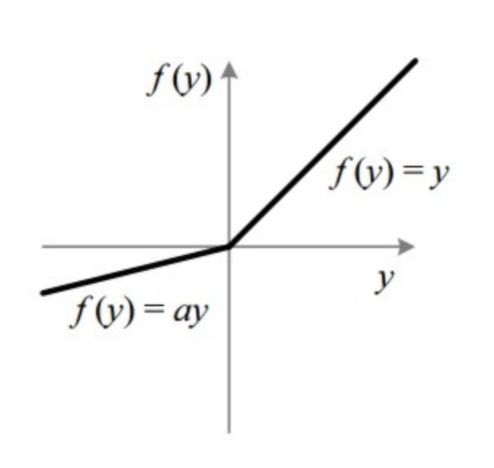 f(y)
f(y) = y
y
f(y) = ay